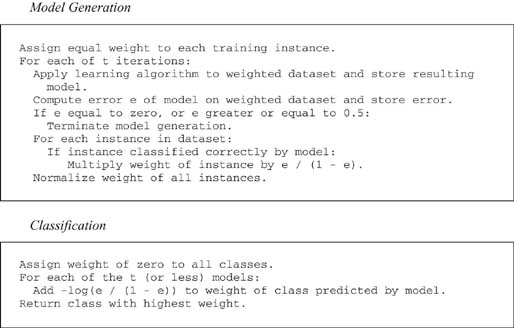 Model Generation
Assign equal weight to each training instance.
For each of t iterations:
Apply learning algorithm to weighted dataset and store resulting
model.
Compute error e of model on weighted dataset and store error.
If e equal to zero, or e greater or equal to 0.5:
Terminate model generation.
For each instance in dataset:
If instance classified correctly by model:
Multiply weight of instance by e / (1 - e).
Normalize weight of all instances.
Classification
Assign weight of zero to all classes.
For each of the t (or less) models:
Add -log(e / (1 - e)) to weight of class predicted by model.
Return class with highest weight.